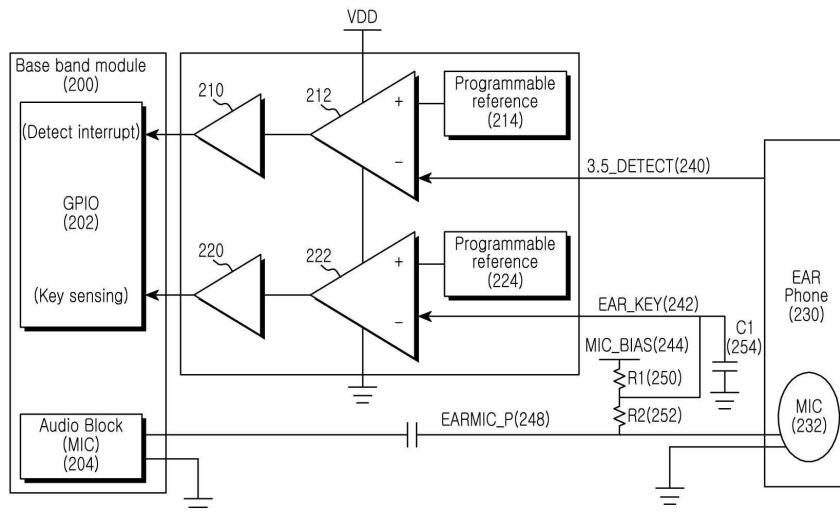 VDD
Base band module
(200)
210
212
Programmable
reference
(214)
+
−
(Detect interrupt)
3.5_DETECT(240)
GPIO
(202)
220
222
Programmable
reference
(224)
+
−
(Key sensing)
EAR_KEY(242)
EAR
Phone
(230)
C1
(254)
MIC_BIAS(244)
R1(250)
R2(252)
MIC
(232)
Audio Block
(MIC)
(204)
EARMIC_P(248)